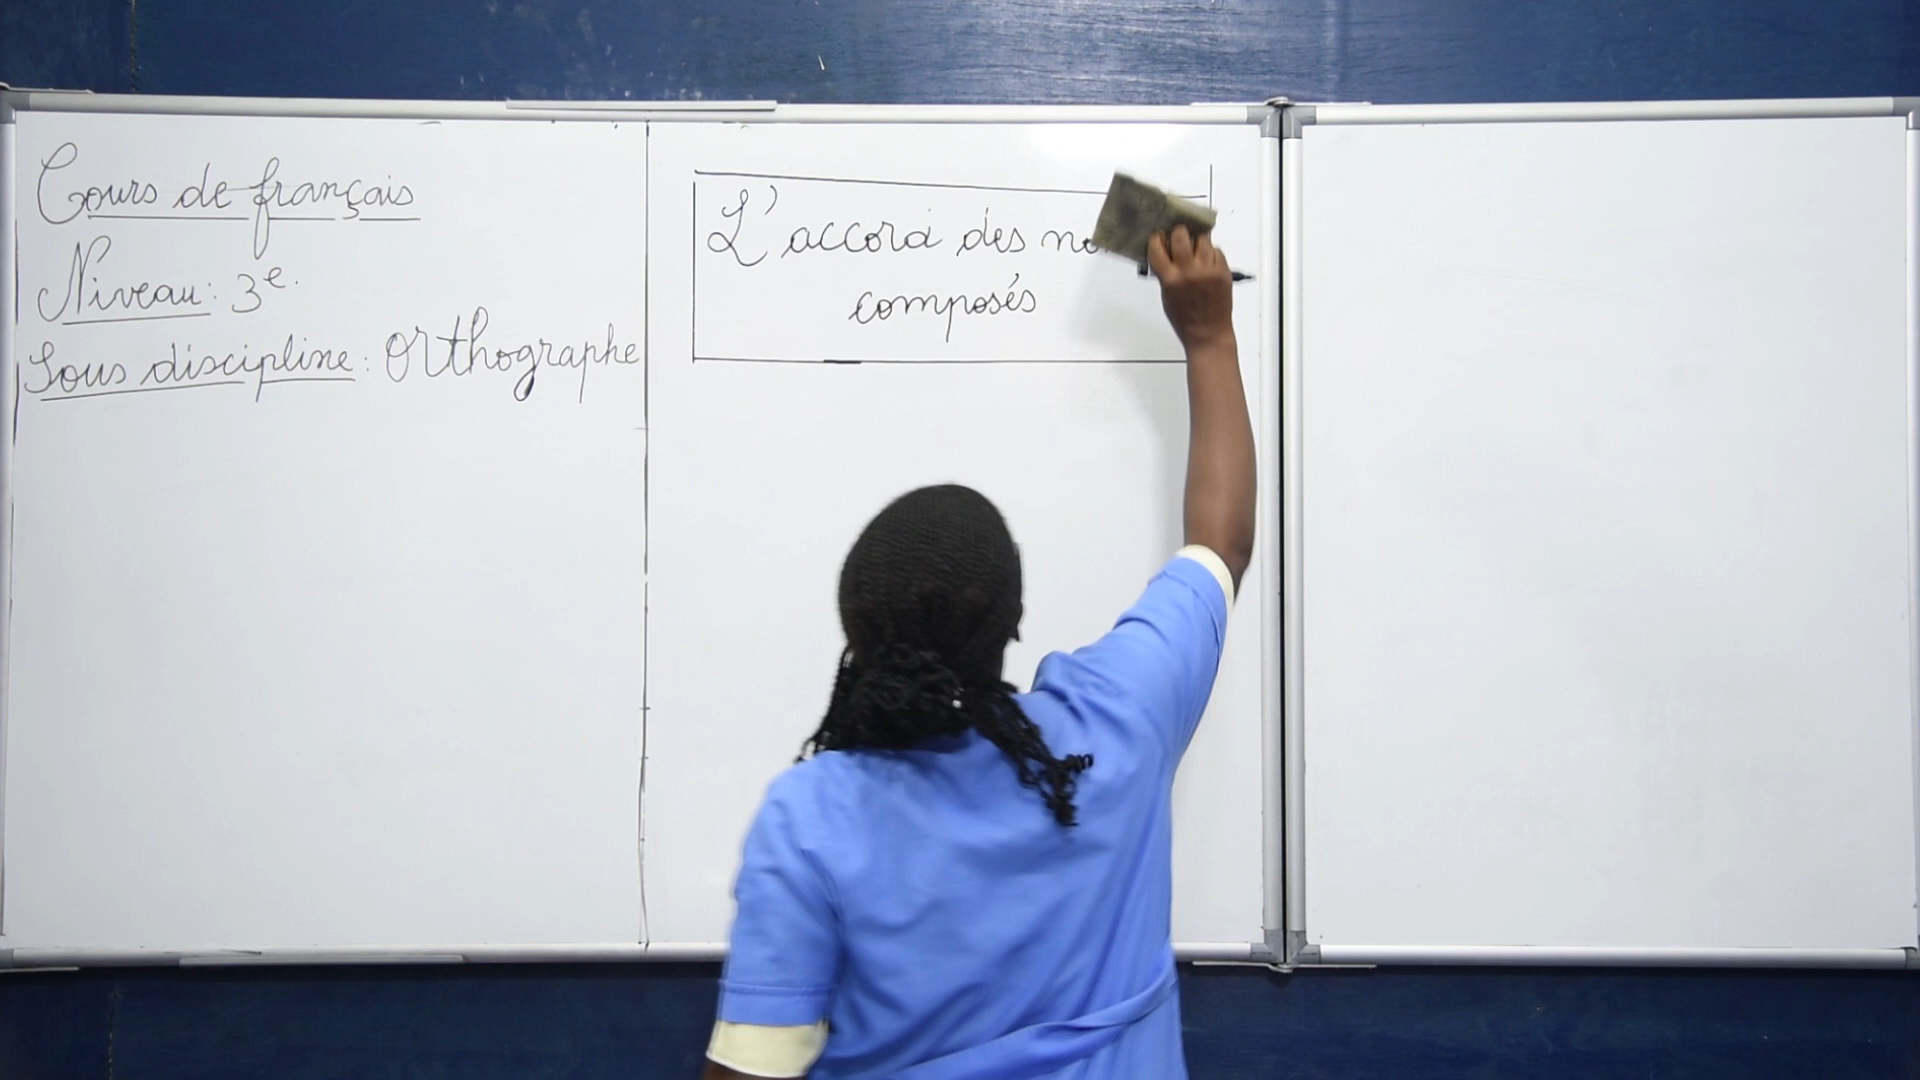 Cours de français
Niveau: 3e.
Sous discipline: Orthographe
L'accord des
composés